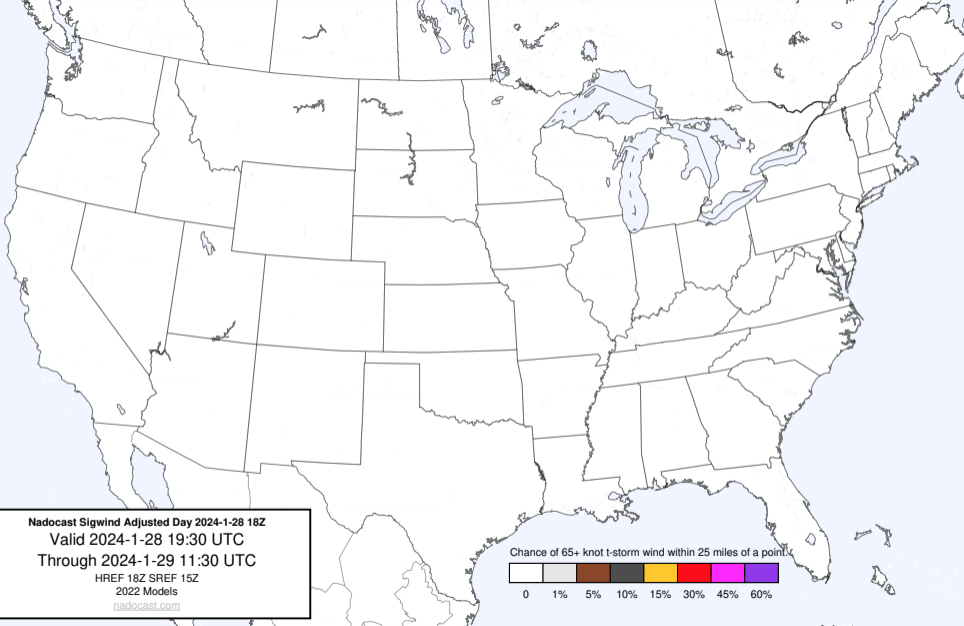 Nadocast Sigwind Adjusted Day 2024-1-28 18Z
Valid 2024-1-28 19:30 UTC
Through 2024-1-29 11:30 UTC
HREF 18Z SREF 15Z
2022 Models
nadocast.com
Chance of 65+ knot t-storm wind within 25 miles of a point.
0 1% 5% 10% 15% 30% 45% 60%